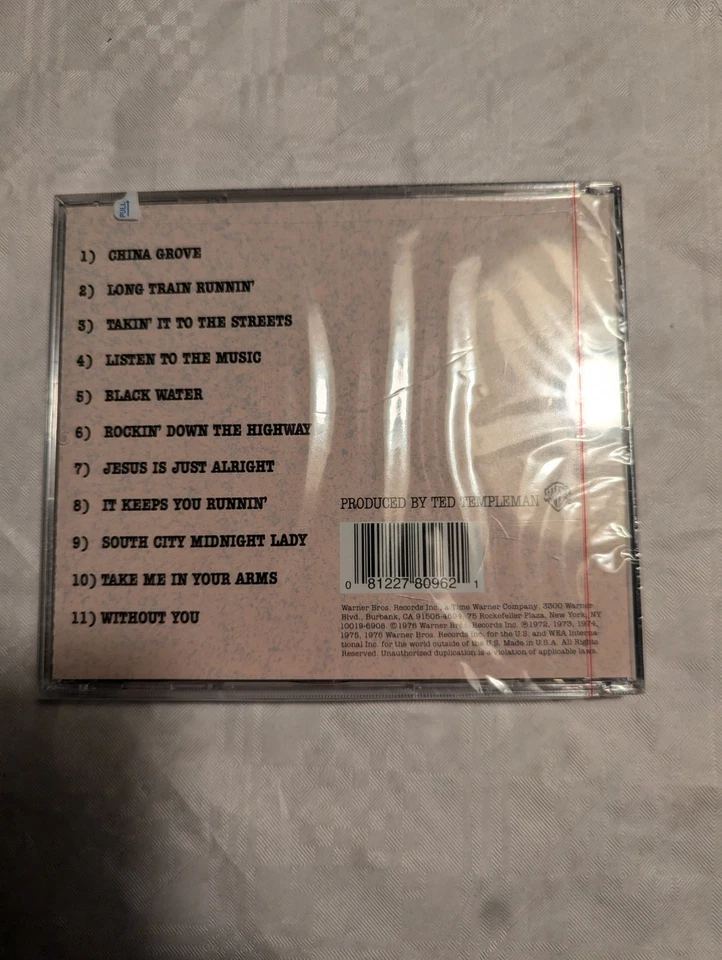 PULL
1) CHINA GROVE
2) LONG TRAIN RUNNIN'
3) TAKIN' IT TO THE STREETS
4) LISTEN TO THE MUSIC
5) BLACK WATER
6) ROCKIN' DOWN THE HIGHWAY
7) JESUS IS JUST ALRIGHT
8) IT KEEPS YOU RUNNIN'
9) SOUTH CITY MIDNIGHT LADY
10) TAKE ME IN YOUR ARMS
11) WITHOUT YOU
PRODUCED BY TED TEMPLEMAN
0 81227 80962 1
Warner Bros. Records Inc., a Time Warner Company. 3300 Warner
Blvd., Burbank, CA 91505-4694. 75 Rockefeller Plaza, New York, NY
10019-6908. ©1976 Warner Bros. Records Inc. ℗1972, 1973, 1974,
1975, 1976 Warner Bros. Records Inc. for the U.S. and WEA Interna-
tional Inc. for the world outside of the U.S. Made in U.S.A. All Rights
Reserved. Unauthorized duplication is a violation of applicable laws.